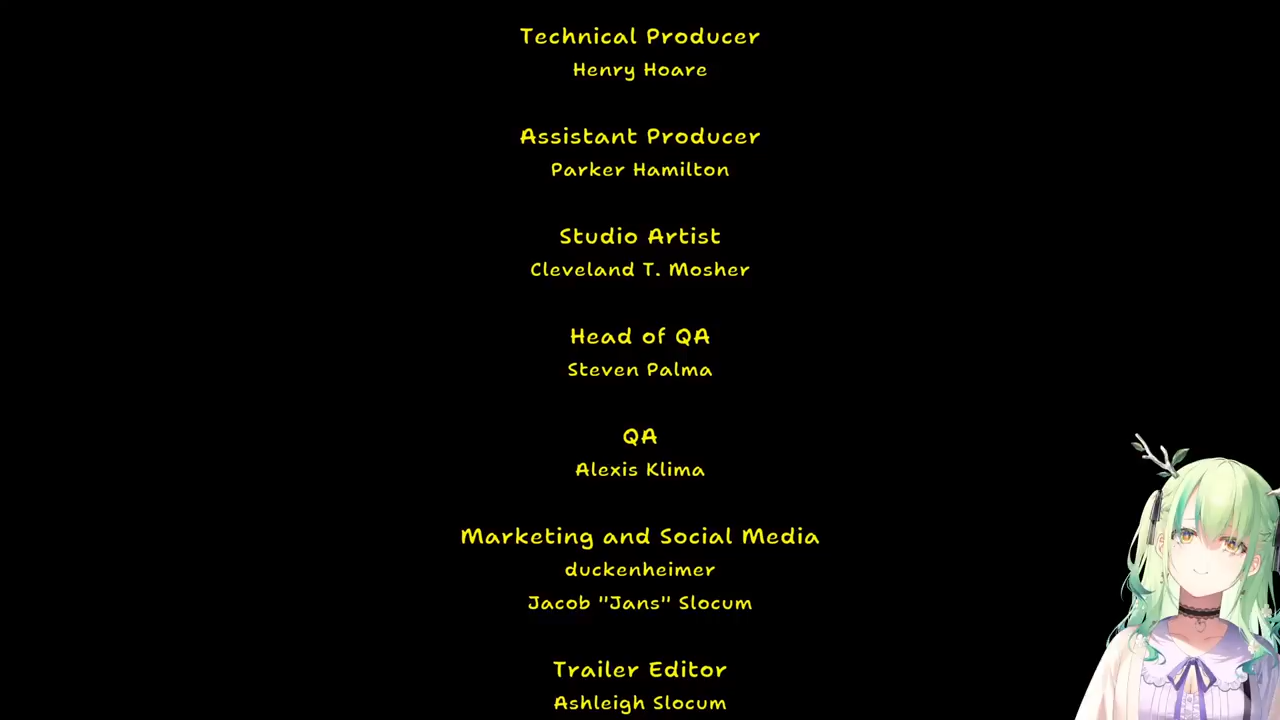 Technical Producer
Henry Hoare
Assistant Producer
Parker Hamilton
Studio Artist
Cleveland T. Mosher
Head of QA
Steven Palma
QA
Alexis Klima
Marketing and Social Media
duckenheimer
Jacob "Jans" Slocum
Trailer Editor
Ashleigh Slocum